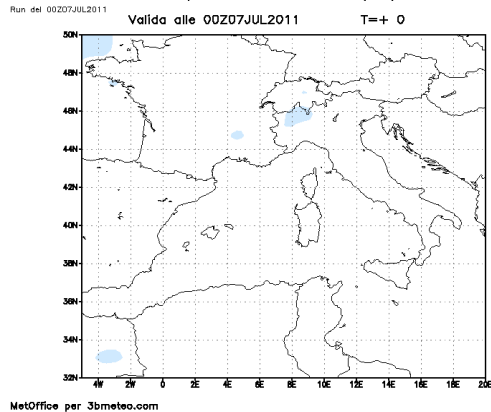 Run del 00Z07JUL2011
Valida alle 00Z07JUL2011 T=+ 0
50N
48N
46N
44N
42N
40N
38N
36N
34N
32N
4W 2W 0 2E 4E 6E 8E 10E 12E 14E 16E 18E 20E
MetOffice per 3bmeteo.com